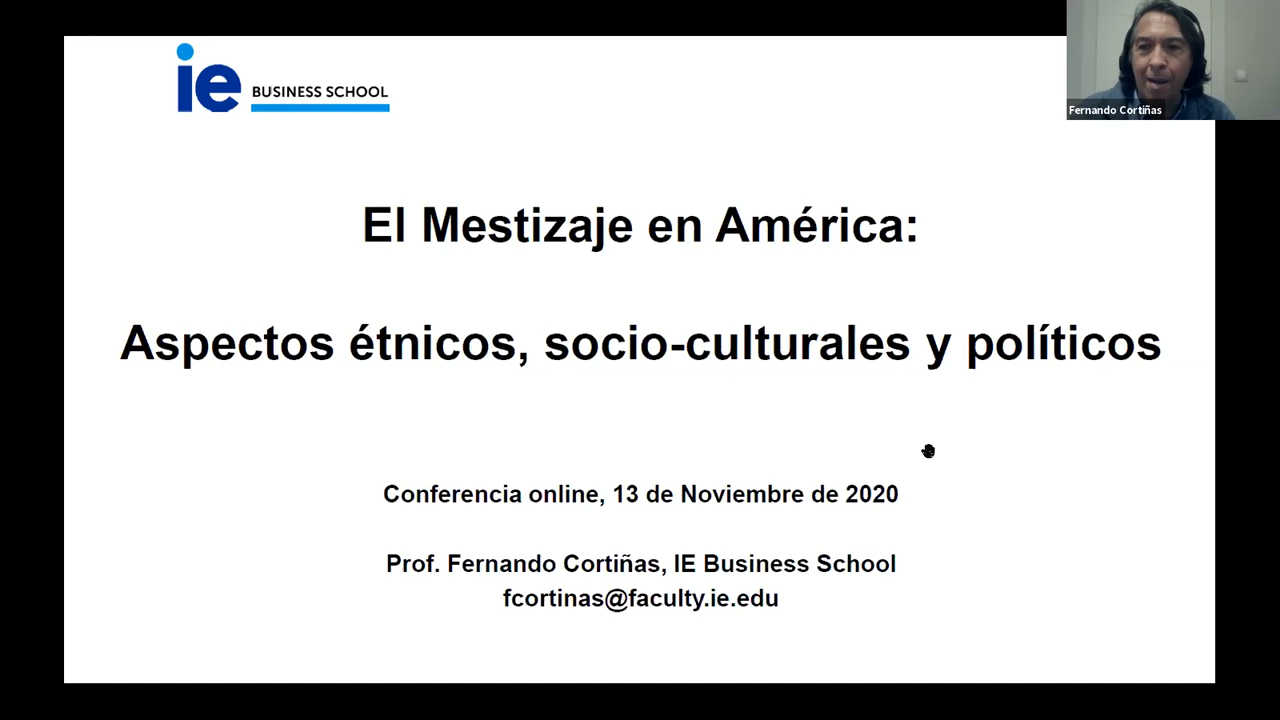 ie BUSINESS SCHOOL
Fernando Cortiñas
El Mestizaje en América:
Aspectos étnicos, socio-culturales y políticos
Conferencia online, 13 de Noviembre de 2020
Prof. Fernando Cortiñas, IE Business School
fcortinas@faculty.ie.edu